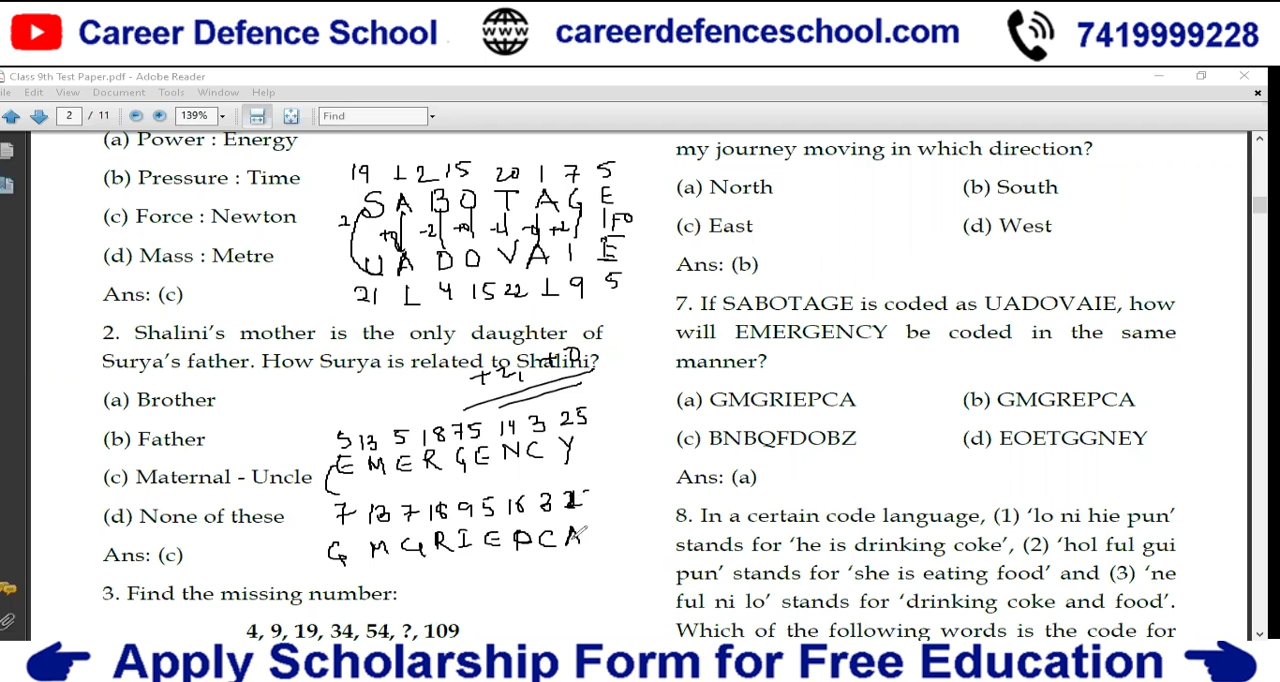 Career Defence School
careerdefenceschool.com
7419999228
Class 9th Test Paper.pdf - Adobe Reader
ile Edit View Document Tools Window Help
2 / 11 139% Find
(a) Power : Energy
(b) Pressure : Time
(c) Force : Newton
(d) Mass : Metre
Ans: (c)
19 1 2 15 20 1 7 5
S A B O T A G E
U A D O V A I E
21 1 4 15 22 1 9 5
2. Shalini's mother is the only daughter of
Surya's father. How Surya is related to Shalini?
(a) Brother
(b) Father
(c) Maternal - Uncle
(d) None of these
Ans: (c)
+2, +0
5 13 5 18 7 5 14 3 25
E M E R G E N C Y
7 13 7 18 9 5 16 3
G M G R I E P C A
3. Find the missing number:
4, 9, 19, 34, 54, ?, 109
my journey moving in which direction?
(a) North (b) South
(c) East (d) West
Ans: (b)
7. If SABOTAGE is coded as UADOVAIE, how
will EMERGENCY be coded in the same
manner?
(a) GMGRIEPCA (b) GMGREPCA
(c) BNBQFDOBZ (d) EOETGGNEY
Ans: (a)
8. In a certain code language, (1) 'lo ni hie pun'
stands for 'he is drinking coke', (2) 'hol ful gui
pun' stands for 'she is eating food' and (3) 'ne
ful ni lo' stands for 'drinking coke and food'.
Which of the following words is the code for
Apply Scholarship Form for Free Education